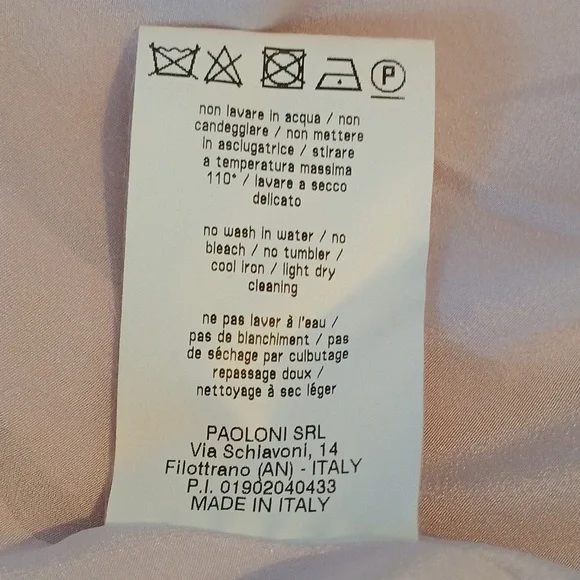 P
non lavare in acqua / non
candeggiare / non mettere
in asciugatrice / stirare
a temperatura massima
110° / lavare a secco
delicato
no wash in water / no
bleach / no tumbler /
cool iron / light dry
cleaning
ne pas laver à l'eau /
pas de blanchiment / pas
de séchage par culbutage
repassage doux /
nettoyage à sec léger
PAOLONI SRL
Via Schiavoni, 14
Filottrano (AN) - ITALY
P.I. 01902040433
MADE IN ITALY